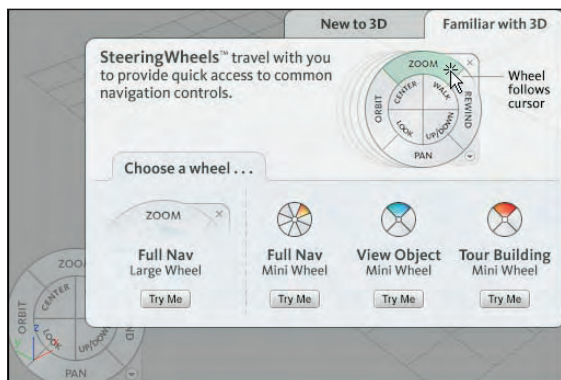 New to 3D
Familiar with 3D
SteeringWheels™ travel with you
to provide quick access to common
navigation controls.
ZOOM
CENTER
WALK
ORBIT
REWIND
LOOK
UP/DOWN
PAN
Wheel
follows
cursor
Choose a wheel . . .
ZOOM
Full Nav
Large Wheel
Try Me
Full Nav
Mini Wheel
Try Me
View Object
Mini Wheel
Try Me
Tour Building
Mini Wheel
Try Me
ZOO
CENTER
ORBIT
LOOK
UP/DOWN
ND
PAN
Z
Y
X